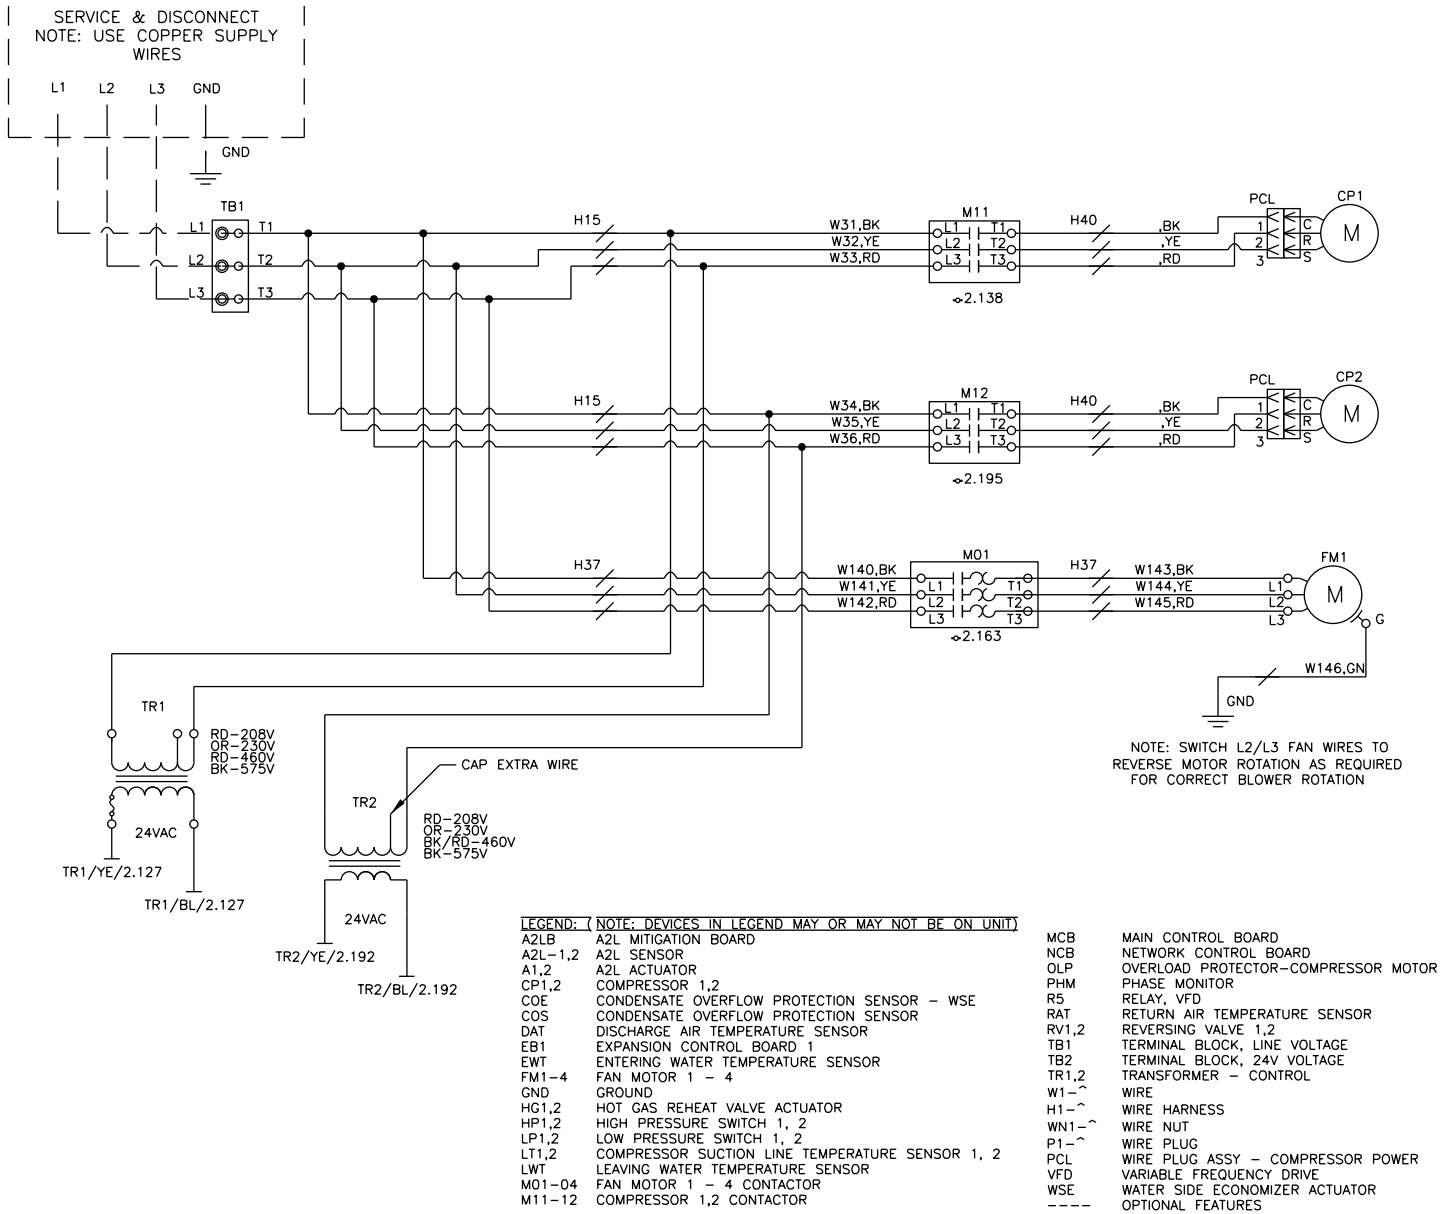 SERVICE & DISCONNECT
NOTE: USE COPPER SUPPLY
WIRES
L1 L2 L3 GND
GND
TB1
L1 T1
L2 T2
L3 T3
H15
W31,BK
W32,YE
W33,RD
M11
L1 T1
L2 T2
L3 T3
2.138
H40
,BK
,YE
,RD
PCL
1
2
3
C
R
S
CP1
M
H15
W34,BK
W35,YE
W36,RD
M12
L1 T1
L2 T2
L3 T3
2.195
H40
,BK
,YE
,RD
PCL
1
2
3
C
R
S
CP2
M
H37
W140,BK
W141,YE
W142,RD
M01
L1 T1
L2 T2
L3 T3
2.163
H37
W143,BK
W144,YE
W145,RD
L1
L2
L3
FM1
M
G
W146,GN
GND
NOTE: SWITCH L2/L3 FAN WIRES TO
REVERSE MOTOR ROTATION AS REQUIRED
FOR CORRECT BLOWER ROTATION
TR1
RD-208V
OR-230V
RD-460V
BK-575V
24VAC
TR1/YE/2.127
TR1/BL/2.127
CAP EXTRA WIRE
TR2
RD-208V
OR-230V
BK/RD-460V
BK-575V
24VAC
TR2/YE/2.192
TR2/BL/2.192
LEGEND: ( NOTE: DEVICES IN LEGEND MAY OR MAY NOT BE ON UNIT)
A2LB A2L MITIGATION BOARD
A2L-1,2 A2L SENSOR
A1,2 A2L ACTUATOR
CP1,2 COMPRESSOR 1,2
COE CONDENSATE OVERFLOW PROTECTION SENSOR - WSE
COS CONDENSATE OVERFLOW PROTECTION SENSOR
DAT DISCHARGE AIR TEMPERATURE SENSOR
EB1 EXPANSION CONTROL BOARD 1
EWT ENTERING WATER TEMPERATURE SENSOR
FM1-4 FAN MOTOR 1 - 4
GND GROUND
HG1,2 HOT GAS REHEAT VALVE ACTUATOR
HP1,2 HIGH PRESSURE SWITCH 1, 2
LP1,2 LOW PRESSURE SWITCH 1, 2
LT1,2 COMPRESSOR SUCTION LINE TEMPERATURE SENSOR 1, 2
LWT LEAVING WATER TEMPERATURE SENSOR
M01-04 FAN MOTOR 1 - 4 CONTACTOR
M11-12 COMPRESSOR 1,2 CONTACTOR
MCB MAIN CONTROL BOARD
NCB NETWORK CONTROL BOARD
OLP OVERLOAD PROTECTOR-COMPRESSOR MOTOR
PHM PHASE MONITOR
R5 RELAY, VFD
RAT RETURN AIR TEMPERATURE SENSOR
RV1,2 REVERSING VALVE 1,2
TB1 TERMINAL BLOCK, LINE VOLTAGE
TB2 TERMINAL BLOCK, 24V VOLTAGE
TR1,2 TRANSFORMER - CONTROL
W1-^ WIRE
H1-^ WIRE HARNESS
WN1-^ WIRE NUT
P1-^ WIRE PLUG
PCL WIRE PLUG ASSY - COMPRESSOR POWER
VFD VARIABLE FREQUENCY DRIVE
WSE WATER SIDE ECONOMIZER ACTUATOR
---- OPTIONAL FEATURES